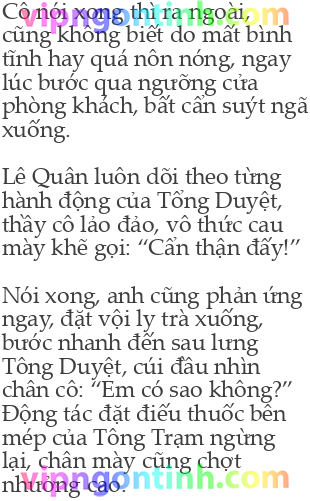 Cô nói xong thì ra ngoài,
cũng không biết do mất bình
tĩnh hay quá nôn nóng, ngay
lúc bước qua ngưỡng cửa
phòng khách, bất cẩn suýt ngã
xuống.
Lê Quân luôn dõi theo từng
hành động của Tổng Duyệt,
thầy cô lảo đảo, vô thức cau
mày khẽ gọi: “Cẩn thận đấy!”
Nói xong, anh cũng phản ứng
ngay, đặt vội ly trà xuống,
bước nhanh đến sau lưng
Tông Duyệt, cúi đầu nhìn
chân cô: “Em có sao không?”
Động tác đặt điếu thuốc bên
mép của Tông Trạm ngừng
lại, chân mày cũng chợt
nhướng cao.
vipngontinh.com
vipngontinh.com